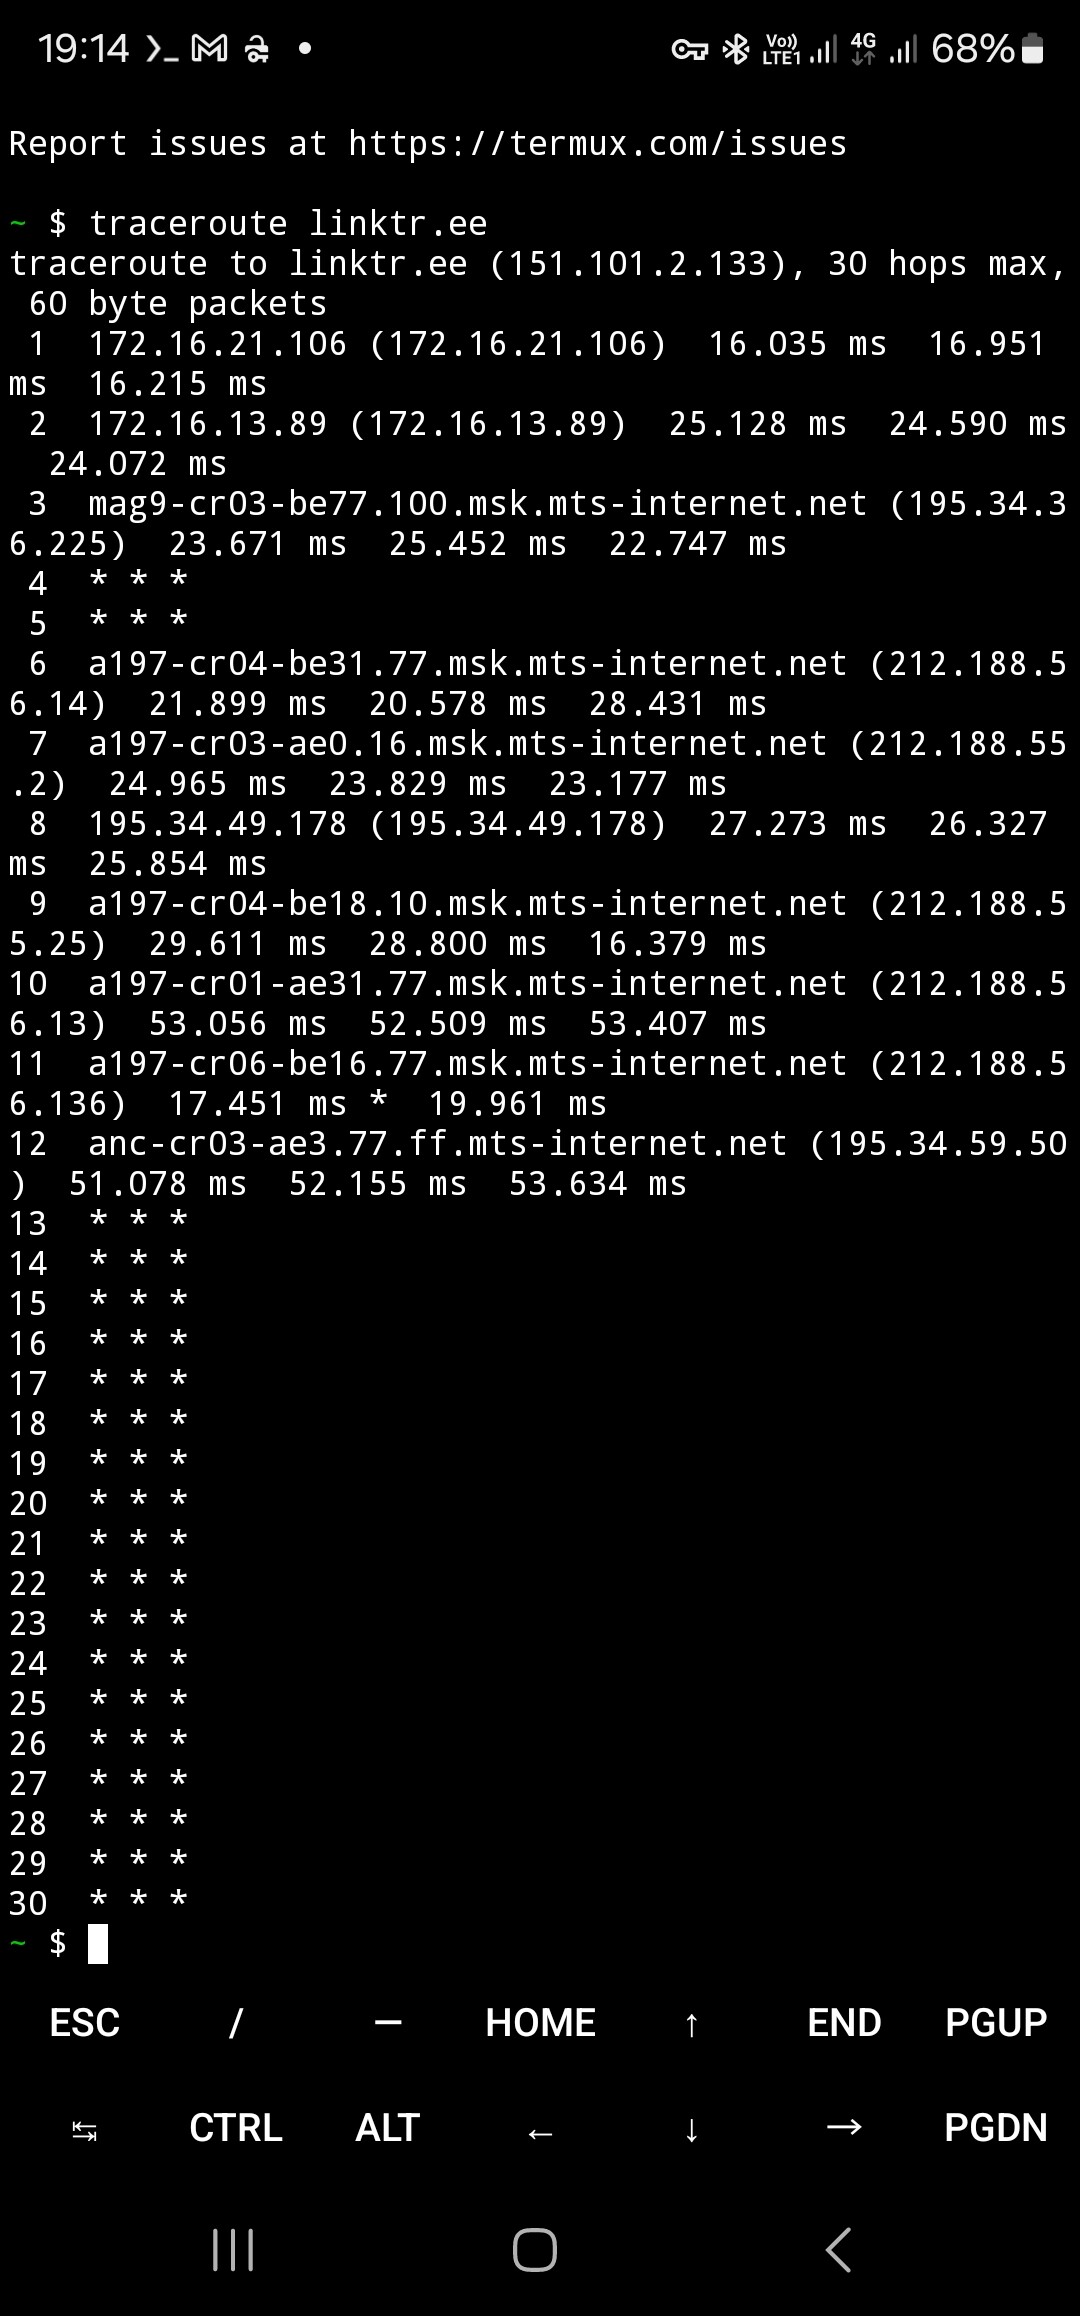 19:14
Vo)) LTE1 4G 68%
Report issues at https://termux.com/issues
~ $ traceroute linktr.ee
traceroute to linktr.ee (151.101.2.133), 30 hops max,
 60 byte packets
 1  172.16.21.106 (172.16.21.106)  16.035 ms  16.951
ms  16.215 ms
 2  172.16.13.89 (172.16.13.89)  25.128 ms  24.590 ms
  24.072 ms
 3  mag9-cr03-be77.100.msk.mts-internet.net (195.34.3
6.225)  23.671 ms  25.452 ms  22.747 ms
 4  * * *
 5  * * *
 6  a197-cr04-be31.77.msk.mts-internet.net (212.188.5
6.14)  21.899 ms  20.578 ms  28.431 ms
 7  a197-cr03-ae0.16.msk.mts-internet.net (212.188.55
.2)  24.965 ms  23.829 ms  23.177 ms
 8  195.34.49.178 (195.34.49.178)  27.273 ms  26.327
ms  25.854 ms
 9  a197-cr04-be18.10.msk.mts-internet.net (212.188.5
5.25)  29.611 ms  28.800 ms  16.379 ms
10  a197-cr01-ae31.77.msk.mts-internet.net (212.188.5
6.13)  53.056 ms  52.509 ms  53.407 ms
11  a197-cr06-be16.77.msk.mts-internet.net (212.188.5
6.136)  17.451 ms *  19.961 ms
12  anc-cr03-ae3.77.ff.mts-internet.net (195.34.59.50
)  51.078 ms  52.155 ms  53.634 ms
13  * * *
14  * * *
15  * * *
16  * * *
17  * * *
18  * * *
19  * * *
20  * * *
21  * * *
22  * * *
23  * * *
24  * * *
25  * * *
26  * * *
27  * * *
28  * * *
29  * * *
30  * * *
~ $
ESC / – HOME ↑ END PGUP
↹ CTRL ALT ← ↓ → PGDN